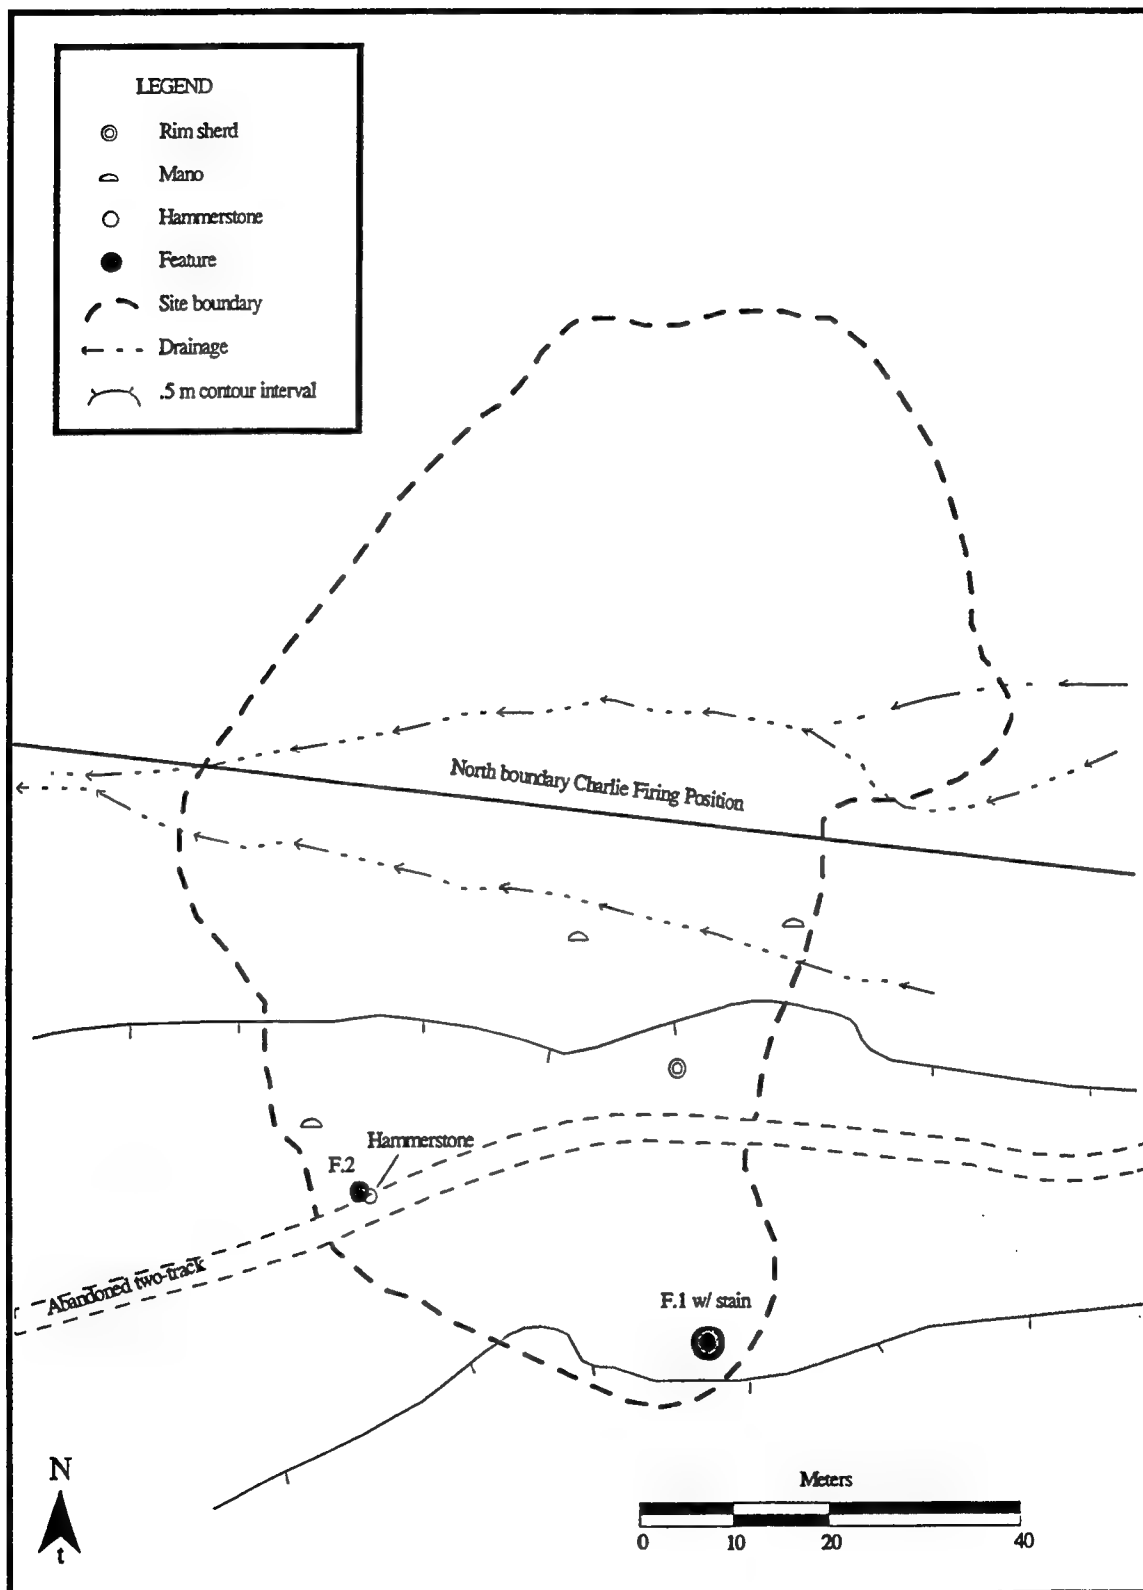 LEGEND
Rim sherd
Mano
Hammerstone
Feature
Site boundary
Drainage
.5 m contour interval
North boundary Charlie Firing Position
Hammerstone
F.2
Abandoned two-track
F.1 w/ stain
N
t
Meters
0 10 20 40